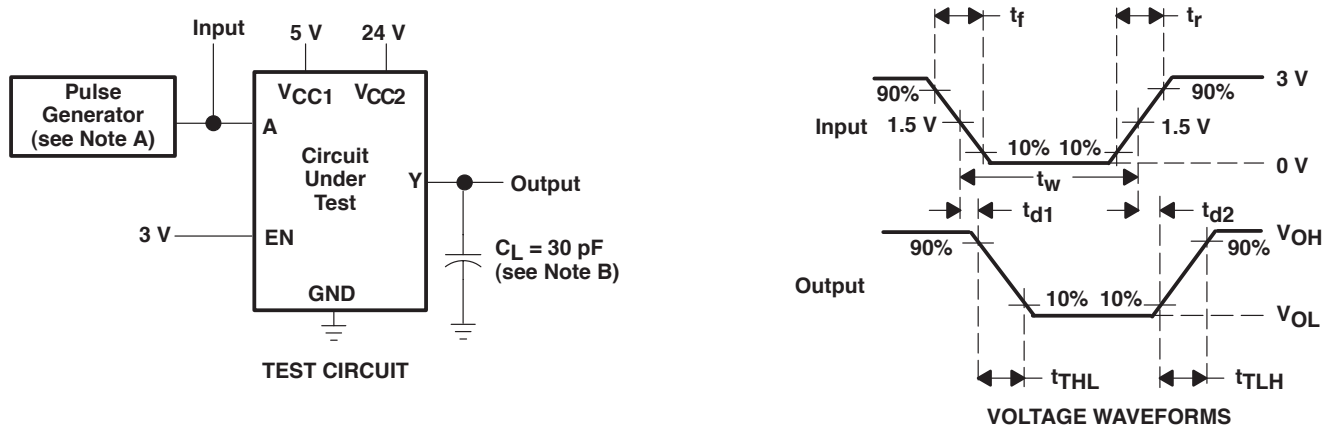 Input
5 V
24 V
Pulse
Generator
(see Note A)
VCC1
VCC2
A
Circuit
Under
Test
Y
Output
3 V
EN
CL = 30 pF
(see Note B)
GND
TEST CIRCUIT
tf
tr
3 V
90%
90%
Input
1.5 V
1.5 V
10%
10%
0 V
tw
td1
td2
VOH
90%
90%
Output
10%
10%
VOL
tTHL
tTLH
VOLTAGE WAVEFORMS